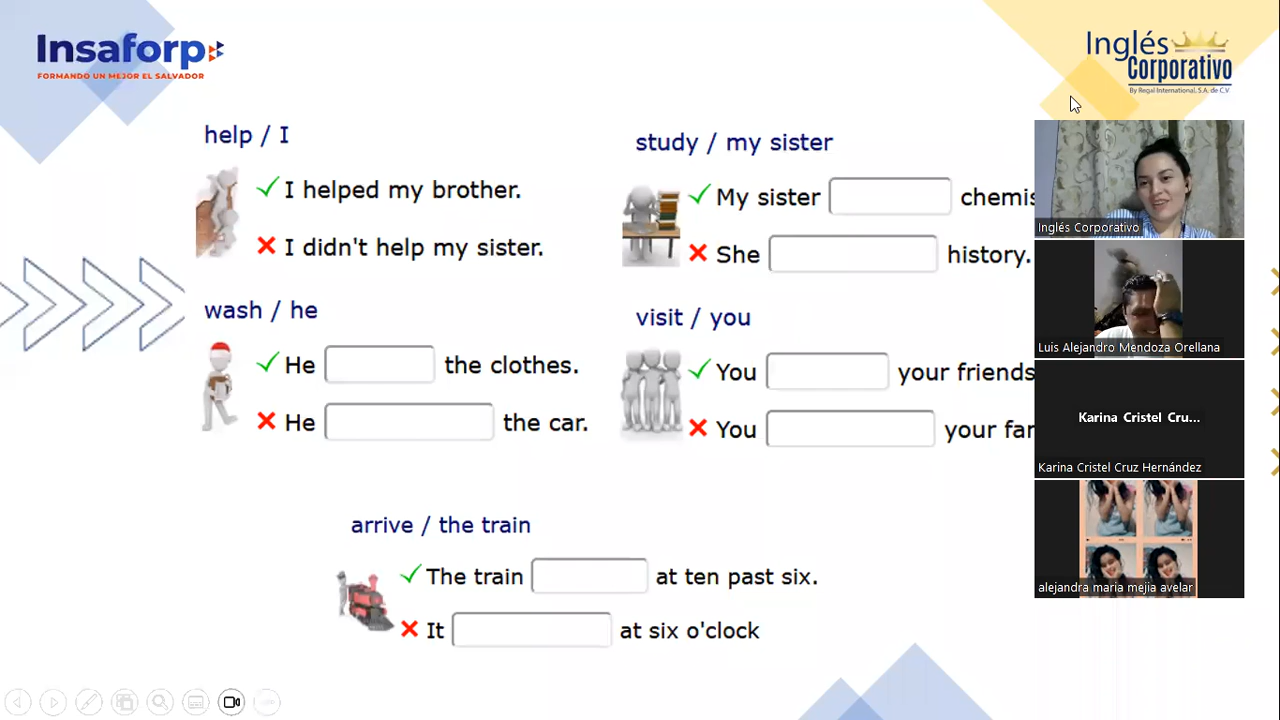 Insaforp
FORMANDO UN MEJOR EL SALVADOR
Inglés
Corporativo
By Regal International, S.A. de C.V
help / I
I helped my brother.
I didn't help my sister.
study / my sister
My sister chemis
She history.
wash / he
He the clothes.
He the car.
visit / you
You your friends
You your fam
arrive / the train
The train at ten past six.
It at six o'clock
Inglés Corporativo
Luis Alejandro Mendoza Orellana
Karina Cristel Cru...
Karina Cristel Cruz Hernández
alejandra maria mejia avelar